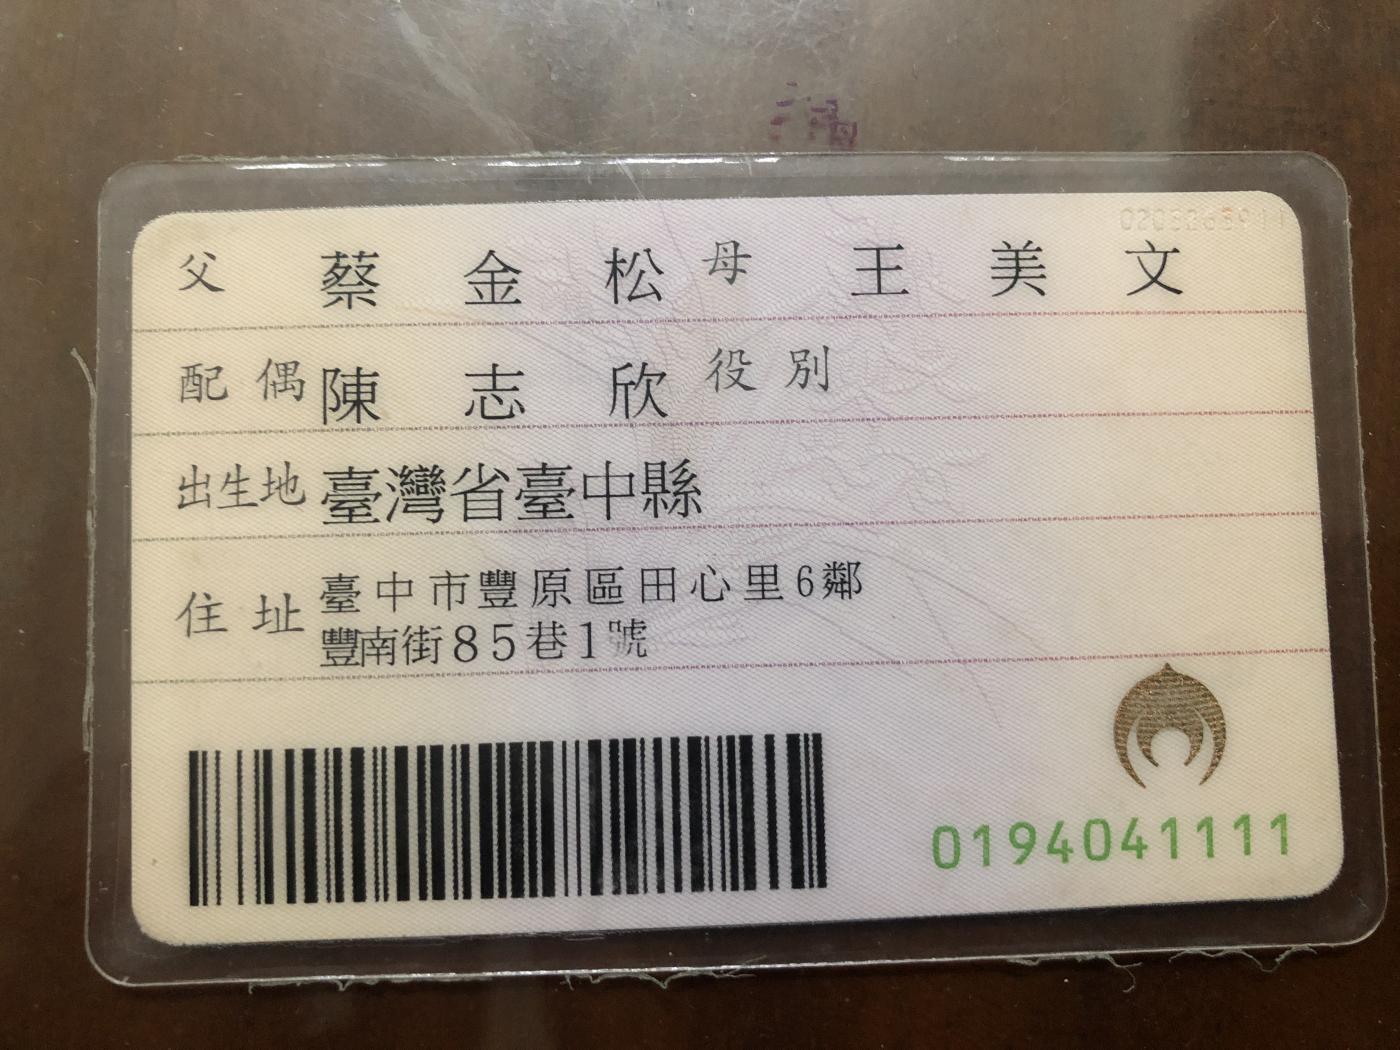 父 蔡金松 母 王美文
配偶 陳志欣 役別
出生地 臺灣省臺中縣
住址 臺中市豐原區田心里6鄰
豐南街85巷1號
0194041111